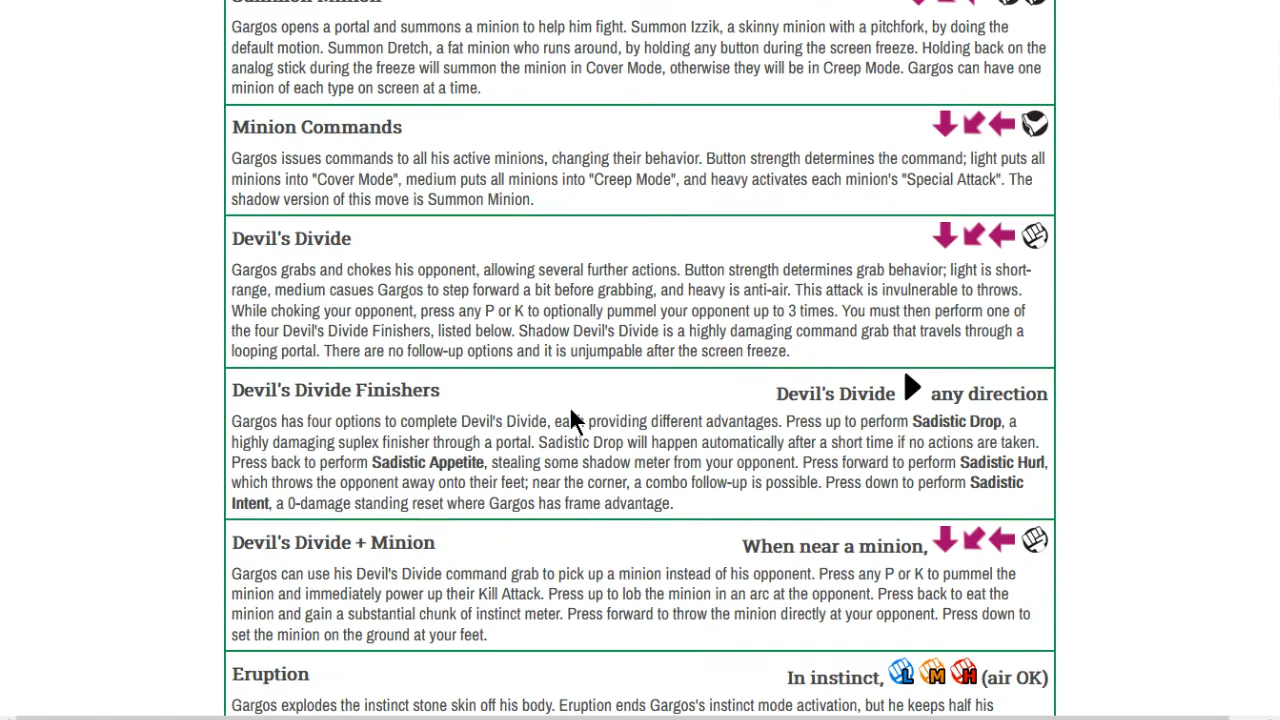 Summon Minion
Gargos opens a portal and summons a minion to help him fight. Summon Izzik, a skinny minion with a pitchfork, by doing the
default motion. Summon Dretch, a fat minion who runs around, by holding any button during the screen freeze. Holding back on the
analog stick during the freeze will summon the minion in Cover Mode, otherwise they will be in Creep Mode. Gargos can have one
minion of each type on screen at a time.
Minion Commands
Gargos issues commands to all his active minions, changing their behavior. Button strength determines the command; light puts all
minions into "Cover Mode", medium puts all minions into "Creep Mode", and heavy activates each minion's "Special Attack". The
shadow version of this move is Summon Minion.
Devil's Divide
Gargos grabs and chokes his opponent, allowing several further actions. Button strength determines grab behavior; light is short-
range, medium casues Gargos to step forward a bit before grabbing, and heavy is anti-air. This attack is invulnerable to throws.
While choking your opponent, press any P or K to optionally pummel your opponent up to 3 times. You must then perform one of
the four Devil's Divide Finishers, listed below. Shadow Devil's Divide is a highly damaging command grab that travels through a
looping portal. There are no follow-up options and it is unjumpable after the screen freeze.
Devil's Divide Finishers Devil's Divide any direction
Gargos has four options to complete Devil's Divide, each providing different advantages. Press up to perform Sadistic Drop, a
highly damaging suplex finisher through a portal. Sadistic Drop will happen automatically after a short time if no actions are taken.
Press back to perform Sadistic Appetite, stealing some shadow meter from your opponent. Press forward to perform Sadistic Hurl,
which throws the opponent away onto their feet; near the corner, a combo follow-up is possible. Press down to perform Sadistic
Intent, a 0-damage standing reset where Gargos has frame advantage.
Devil's Divide + Minion When near a minion,
Gargos can use his Devil's Divide command grab to pick up a minion instead of his opponent. Press any P or K to pummel the
minion and immediately power up their Kill Attack. Press up to lob the minion in an arc at the opponent. Press back to eat the
minion and gain a substantial chunk of instinct meter. Press forward to throw the minion directly at your opponent. Press down to
set the minion on the ground at your feet.
Eruption In instinct, L M H (air OK)
Gargos explodes the instinct stone skin off his body. Eruption ends Gargos's instinct mode activation, but he keeps half his